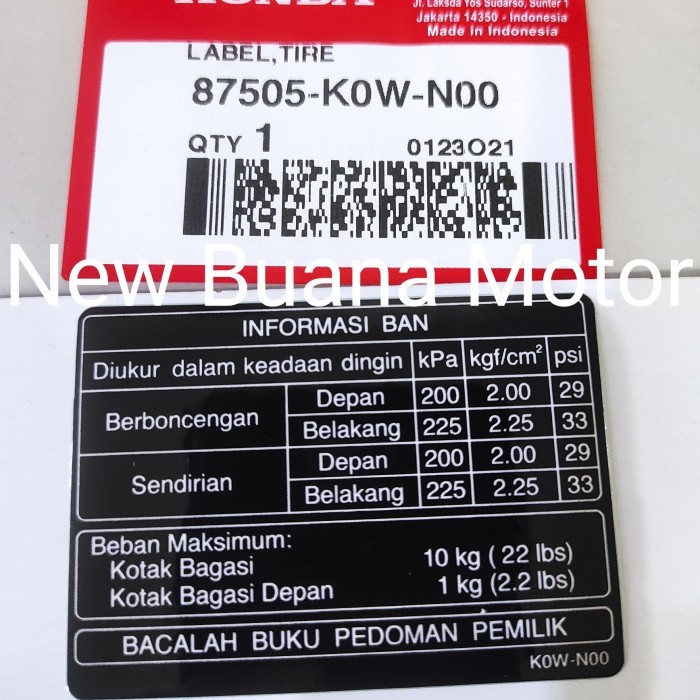 HONDA
Jl. Laksda Yos Sudarso, Sunter 1
Jakarta 14350 - Indonesia
Made in Indonesia
LABEL,TIRE
87505-K0W-N00
QTY 1
0123O21
New Buana Motor
INFORMASI BAN
Diukur dalam keadaan dingin kPa kgf/cm² psi
Berboncengan Depan 200 2.00 29
Belakang 225 2.25 33
Sendirian Depan 200 2.00 29
Belakang 225 2.25 33
Beban Maksimum:
Kotak Bagasi 10 kg ( 22 lbs)
Kotak Bagasi Depan 1 kg (2.2 lbs)
BACALAH BUKU PEDOMAN PEMILIK
K0W-N00